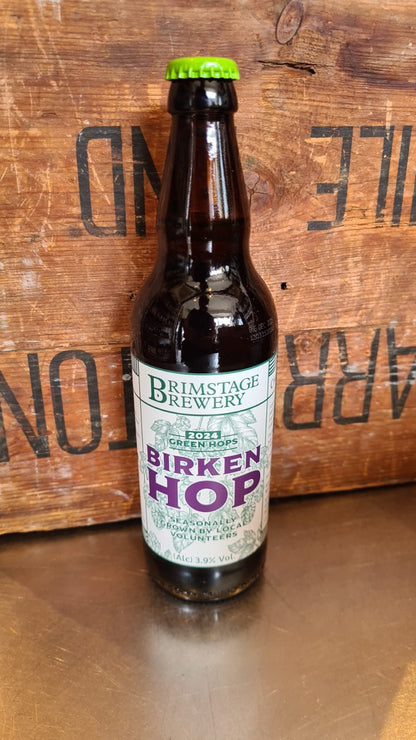 BRIMSTAGE
BREWERY
2024
GREEN HOPS
BIRKEN
HOP
SEASONALLY
GROWN BY LOCAL
VOLUNTEERS
(Alc) 3.9% Vol.